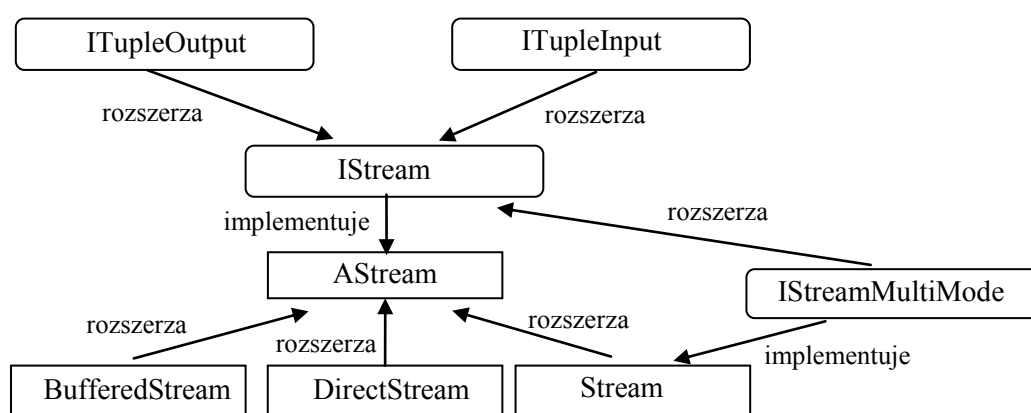 ITupleOutput
ITupleInput
rozszerza
rozszerza
IStream
implementuje
rozszerza
AStream
IStreamMultiMode
rozszerza
rozszerza
rozszerza
implementuje
BufferedStream
DirectStream
Stream